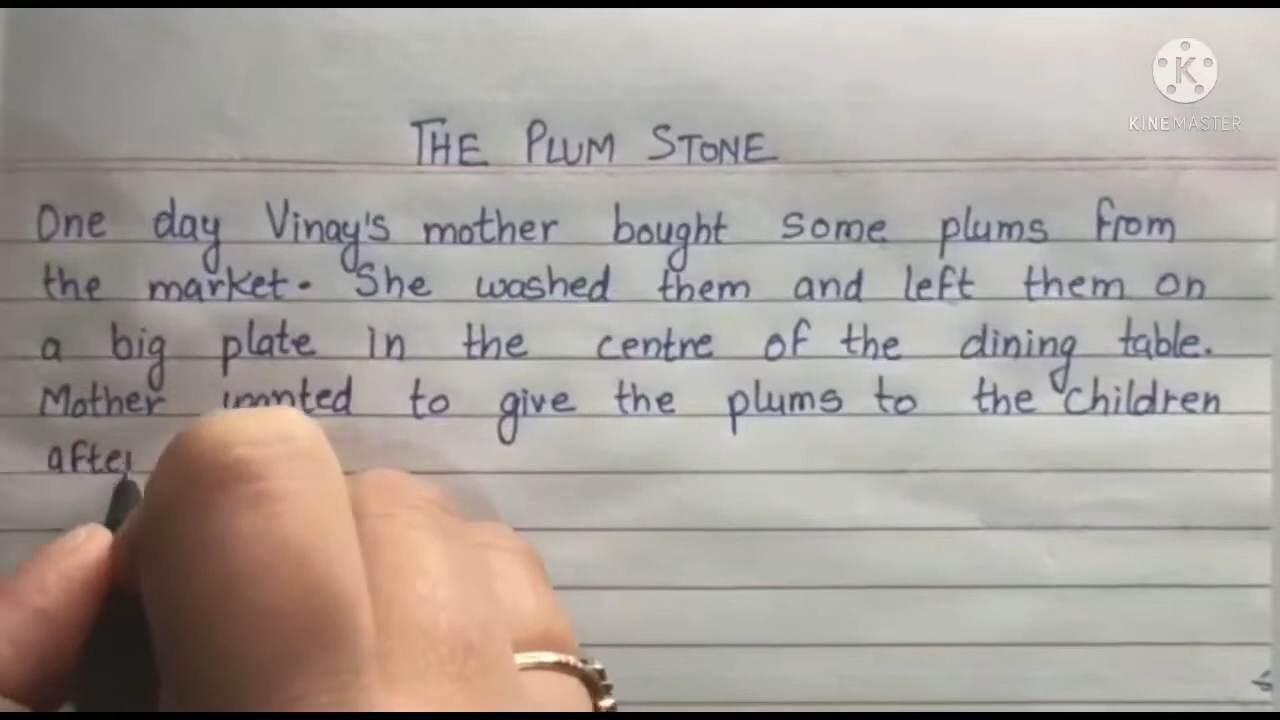 KINEMASTER
THE PLUM STONE
One day Vinay's mother bought some plums from
the market. She washed them and left them on
a big plate in the centre of the dining table.
Mother wanted to give the plums to the children
after